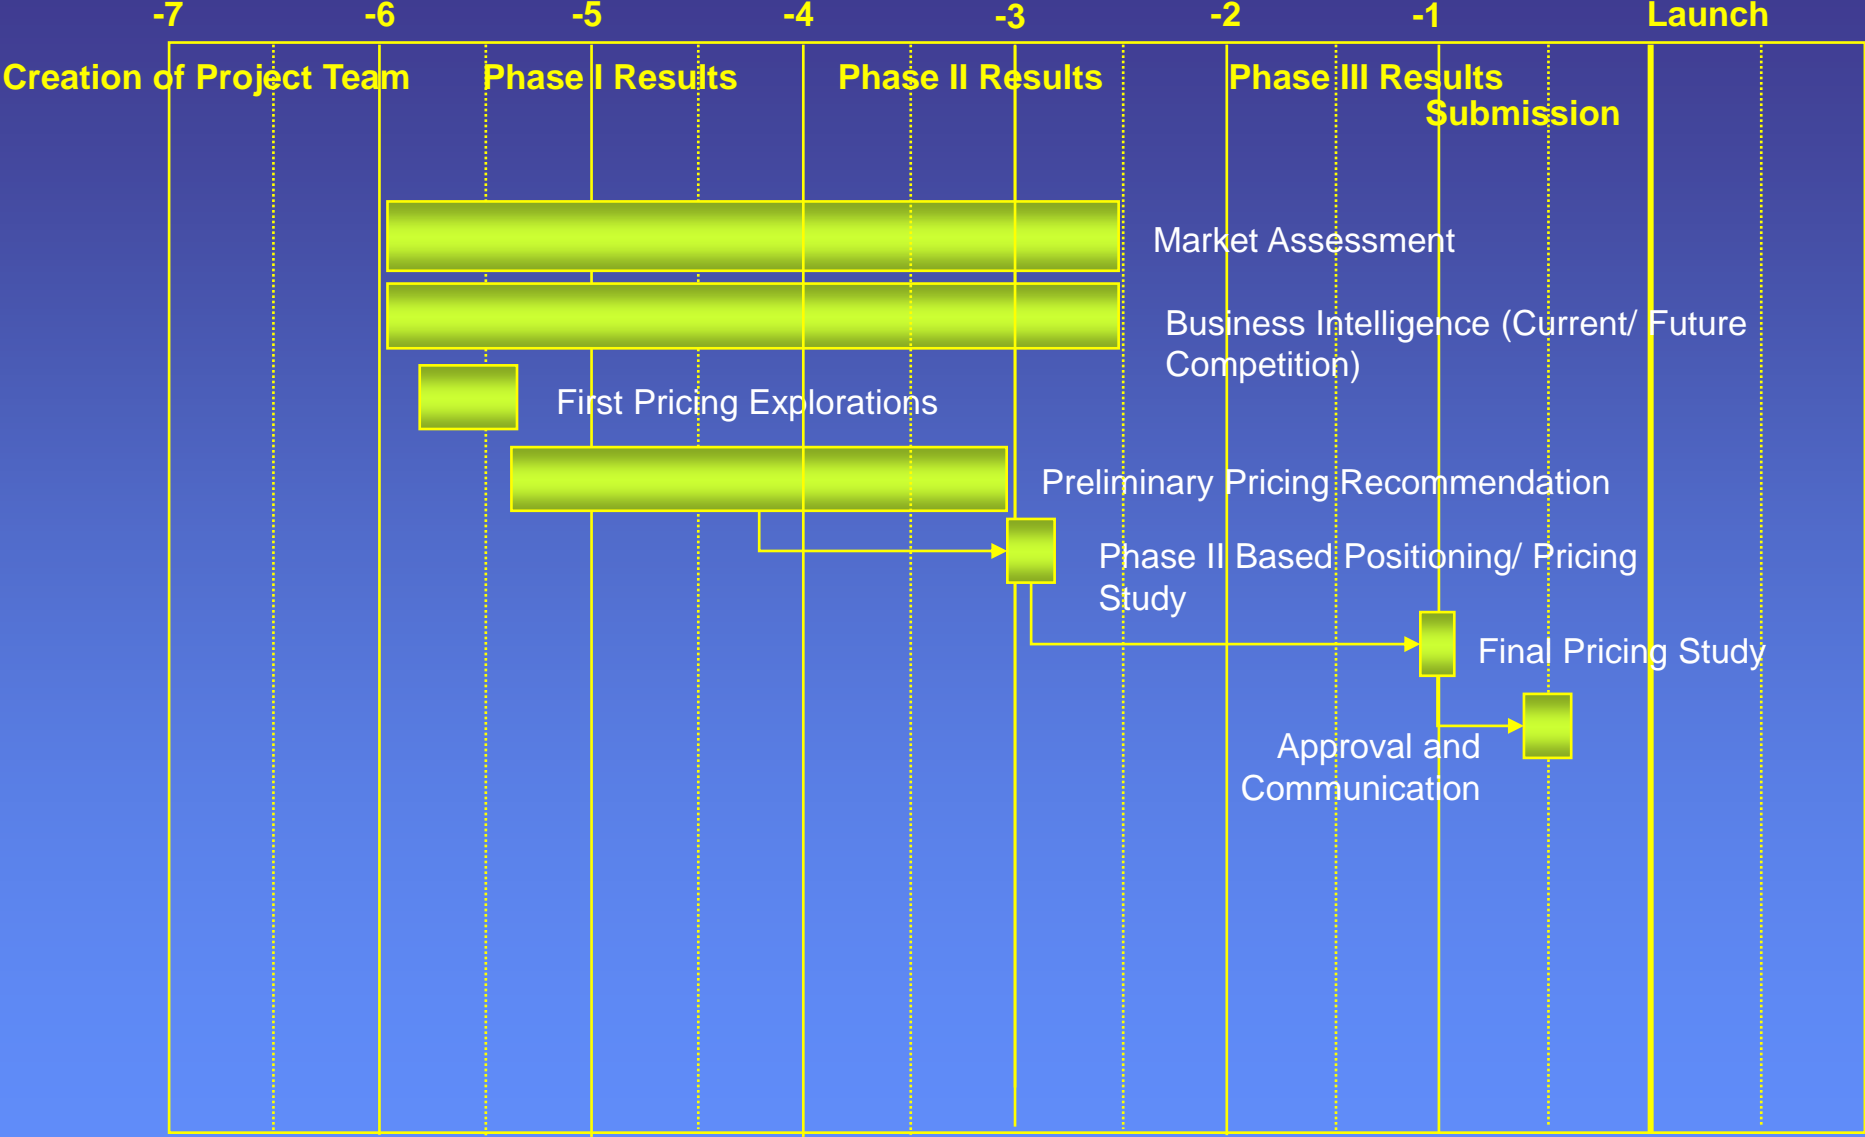 -7 -6 -5 -4 -3 -2 -1 Launch
Creation of Project Team Phase I Results Phase II Results Phase III Results
Submission
Market Assessment
Business Intelligence (Current/ Future
Competition)
First Pricing Explorations
Preliminary Pricing Recommendation
Phase II Based Positioning/ Pricing
Study
Final Pricing Study
Approval and
Communication